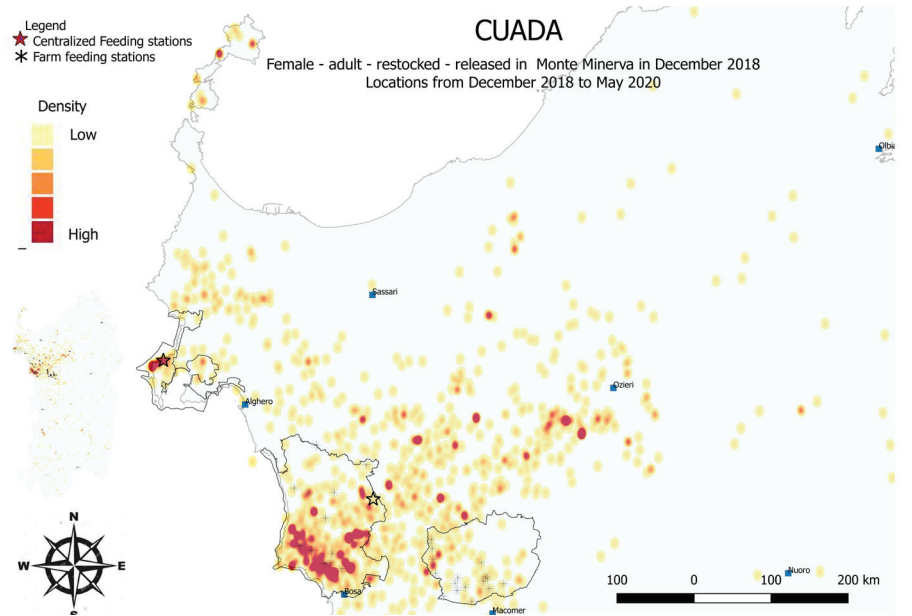 CUADA
Female - adult - restocked - released in Monte Minerva in December 2018
Locations from December 2018 to May 2020
Legend
Centralized Feeding stations
Farm feeding stations
Density
Low
High
Olbia
Sassari
Ozieri
Alghero
Bosa
Macomer
Nuoro
N
W E
S
100 0 100 200 km